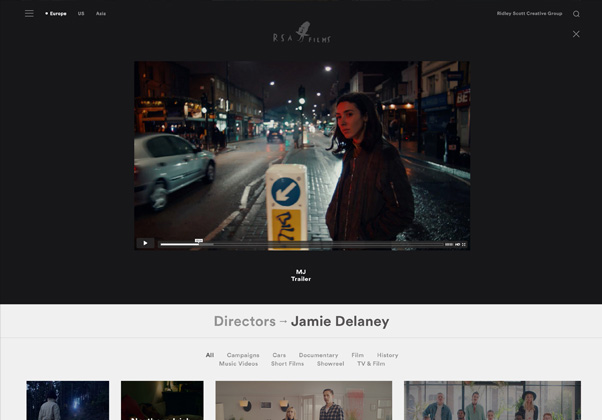 Europe US Asia
Ridley Scott Creative Group
RSA FILMS
MJ
Trailer
Directors → Jamie Delaney
All Campaigns Cars Documentary Film History
Music Videos Short Films Showreel TV & Film